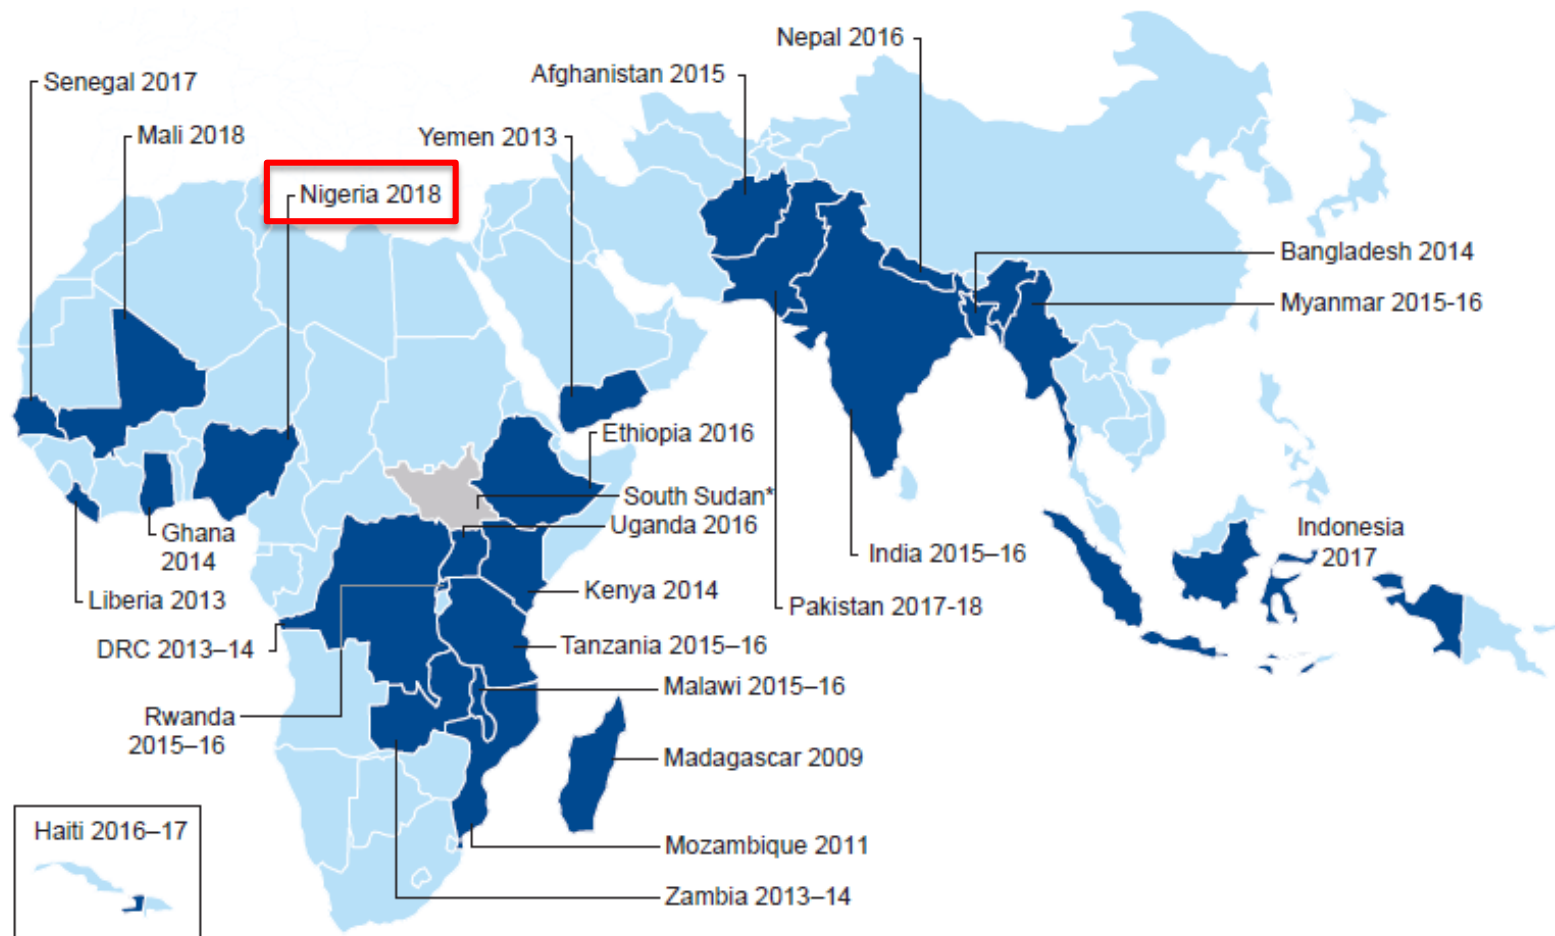 Nepal 2016
Afghanistan 2015
Senegal 2017
Mali 2018
Yemen 2013
Nigeria 2018
Bangladesh 2014
Myanmar 2015-16
Ethiopia 2016
South Sudan*
Uganda 2016
Ghana
2014
Indonesia
2017
India 2015–16
Kenya 2014
Liberia 2013
Pakistan 2017-18
DRC 2013–14
Tanzania 2015–16
Malawi 2015–16
Rwanda
2015–16
Madagascar 2009
Haiti 2016–17
Mozambique 2011
Zambia 2013–14